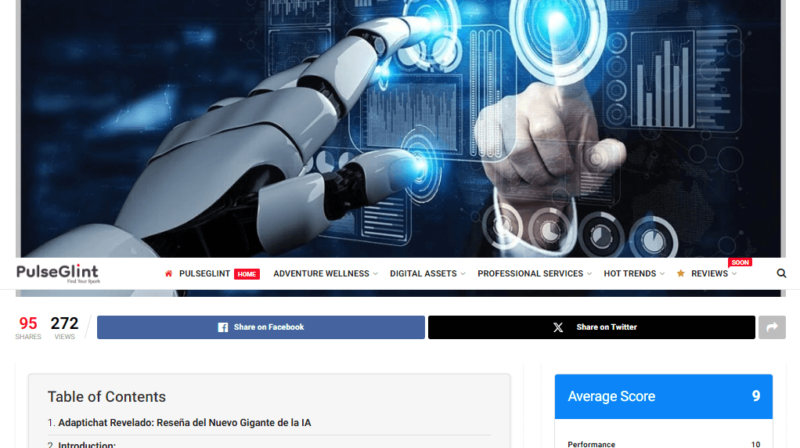 PulseGlint
Find Your Spark
PULSEGLINT HOME ADVENTURE WELLNESS DIGITAL ASSETS PROFESSIONAL SERVICES HOT TRENDS REVIEWS SOON
95 SHARES
272 VIEWS
Share on Facebook
Share on Twitter
Table of Contents
1. Adaptichat Revelado: Reseña del Nuevo Gigante de la IA
2. Introduction:
Average Score 9
Performance 10